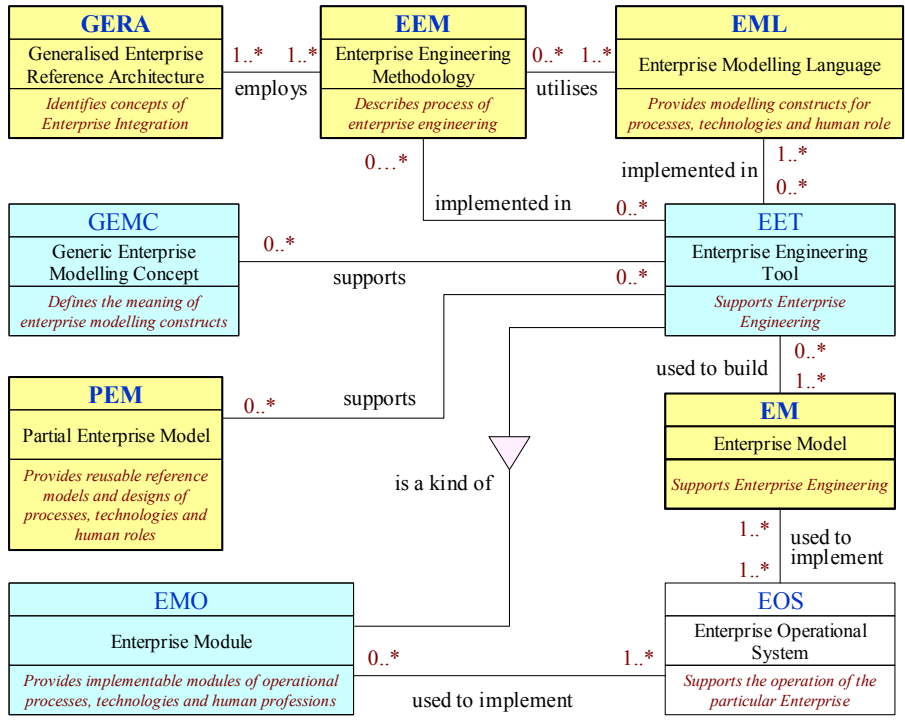 GERA
Generalised Enterprise
Reference Architecture
Identifies concepts of
Enterprise Integration
1..*
1..*
employs
EEM
Enterprise Engineering
Methodology
Describes process of
enterprise engineering
0..*
1..*
utilises
EML
Enterprise Modelling Language
Provides modelling constructs for
processes, technologies and human role
0...*
implemented in
0..*
implemented in
1..*
0..*
GEMC
Generic Enterprise
Modelling Concept
Defines the meaning of
enterprise modelling constructs
0..*
supports
0..*
EET
Enterprise Engineering
Tool
Supports Enterprise
Engineering
used to build
0..*
1..*
PEM
Partial Enterprise Model
Provides reusable reference
models and designs of
processes, technologies and
human roles
0..*
supports
is a kind of
EM
Enterprise Model
Supports Enterprise Engineering
1..*
used to
implement
1..*
EMO
Enterprise Module
Provides implementable modules of operational
processes, technologies and human professions
0..*
1..*
used to implement
EOS
Enterprise Operational
System
Supports the operation of the
particular Enterprise